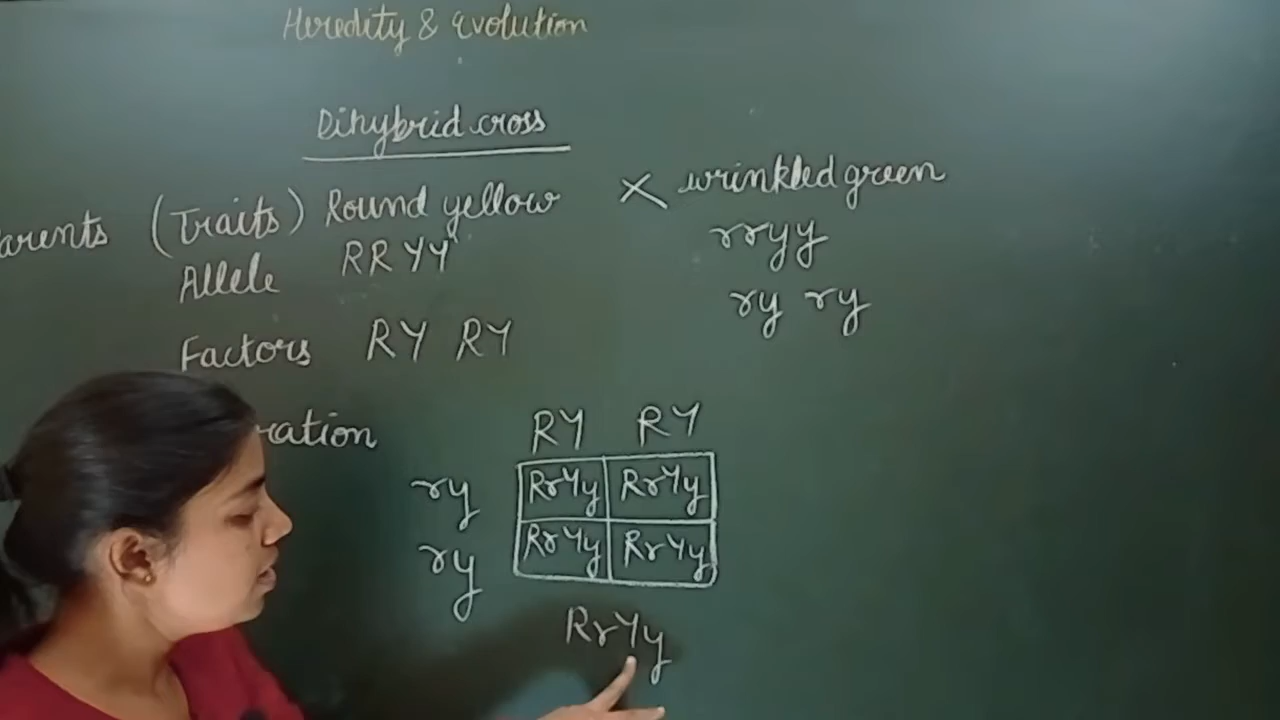 Heredity & Evolution
Dihybrid cross
arents (Traits) Round yellow X wrinkled green
Allele RRYY rryy
Factors RY RY ry ry
ration RY RY
ry RrYy RrYy
ry RrYy RrYy
RrYy